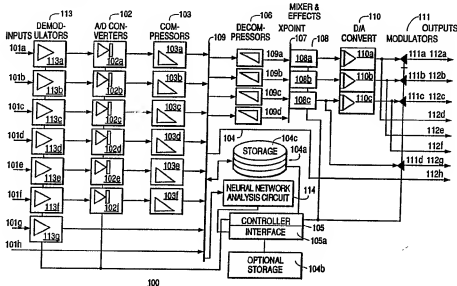 113
DEMODU-
LATORS
102
A/D CON-
VERTERS
103
COM-
PRESSORS
106
DECOM-
PRESSORS
MIXER &
EFFECTS
XPOINT
107
108
110
D/A
CONVERT
111
OUTPUTS
MODULATORS
INPUTS
101a
101b
101c
101d
101e
101f
101g
101h
113a
113b
113c
113d
113e
113f
113g
102a
102b
102c
102d
102e
102f
103a
103b
103c
103d
103e
103f
109
109a
109b
109c
109d
108a
108b
108c
110a
110b
110c
111a 112a
111b 112b
111c 112c
112d
112e
112f
111d 112g
112h
104
104c
STORAGE
104a
NEURAL NETWORK
ANALYSIS CIRCUIT
114
CONTROLLER
105
INTERFACE
105a
OPTIONAL
STORAGE
104b
100